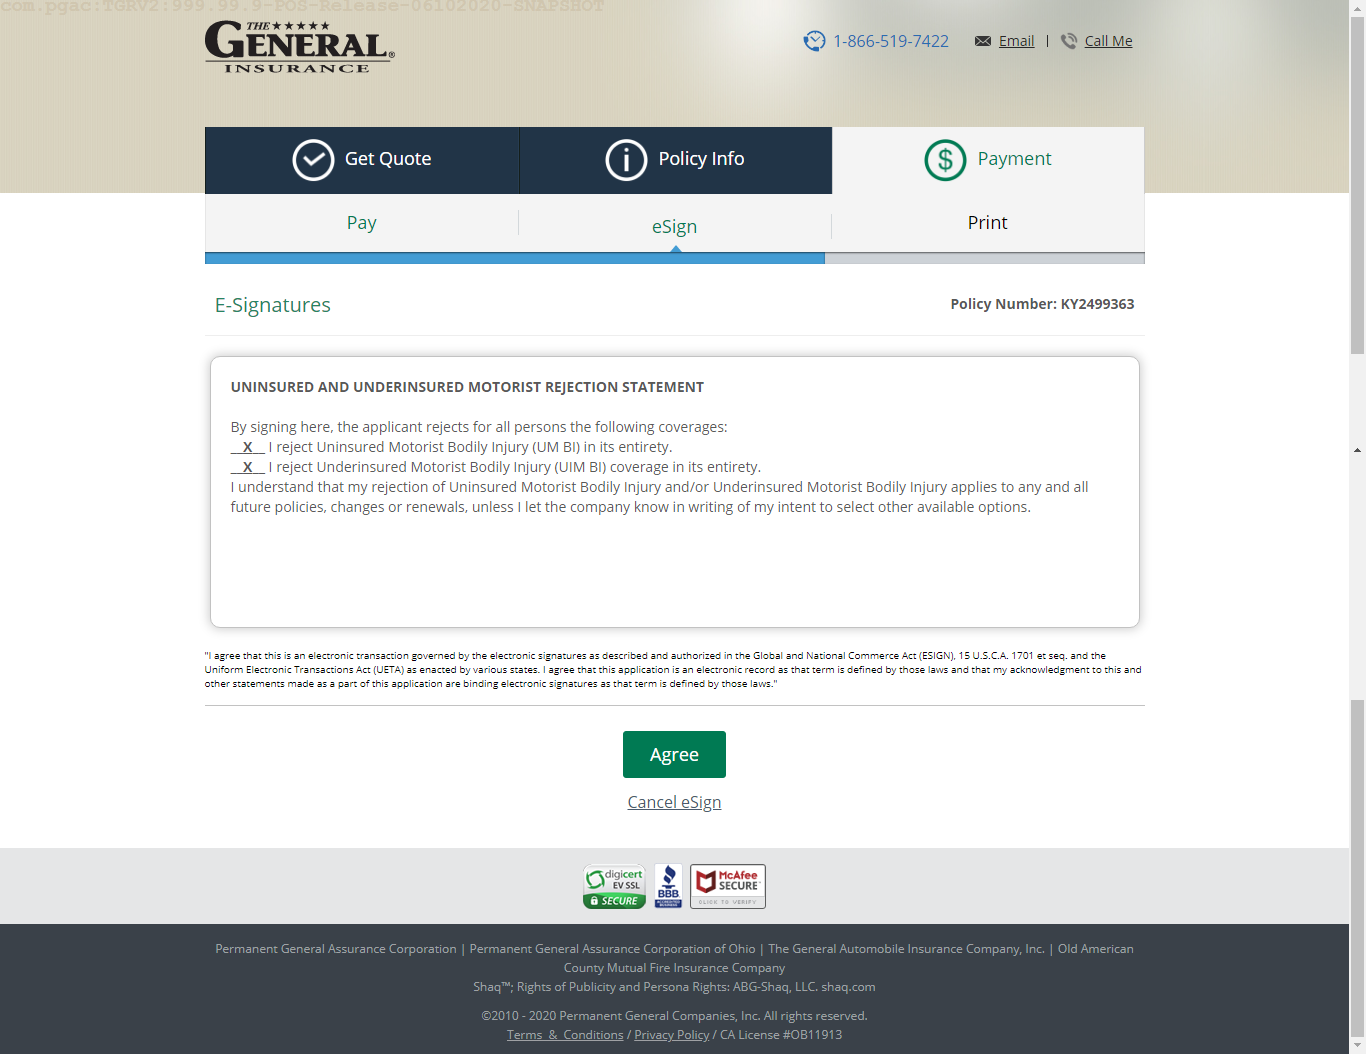 com.pgac:TGRV2:999.99.9-POS-Release-06102020-SNAPSHOT
THE ★★★★★
GENERAL®
INSURANCE
1-866-519-7422 Email | Call Me
Get Quote Policy Info Payment
Pay eSign Print
E-Signatures Policy Number: KY2499363
UNINSURED AND UNDERINSURED MOTORIST REJECTION STATEMENT
By signing here, the applicant rejects for all persons the following coverages:
__X__ I reject Uninsured Motorist Bodily Injury (UM BI) in its entirety.
__X__ I reject Underinsured Motorist Bodily Injury (UIM BI) coverage in its entirety.
I understand that my rejection of Uninsured Motorist Bodily Injury and/or Underinsured Motorist Bodily Injury applies to any and all
future policies, changes or renewals, unless I let the company know in writing of my intent to select other available options.
"I agree that this is an electronic transaction governed by the electronic signatures as described and authorized in the Global and National Commerce Act (ESIGN), 15 U.S.C.A. 1701 et seq. and the
Uniform Electronic Transactions Act (UETA) as enacted by various states. I agree that this application is an electronic record as that term is defined by those laws and that my acknowledgment to this and
other statements made as a part of this application are binding electronic signatures as that term is defined by those laws."
Agree
Cancel eSign
digicert
EV SSL
SECURE
BBB
ACCREDITED
BUSINESS
McAfee
SECURE
CLICK TO VERIFY
Permanent General Assurance Corporation | Permanent General Assurance Corporation of Ohio | The General Automobile Insurance Company, Inc. | Old American
County Mutual Fire Insurance Company
Shaq™; Rights of Publicity and Persona Rights: ABG-Shaq, LLC. shaq.com
©2010 - 2020 Permanent General Companies, Inc. All rights reserved.
Terms & Conditions / Privacy Policy / CA License #OB11913